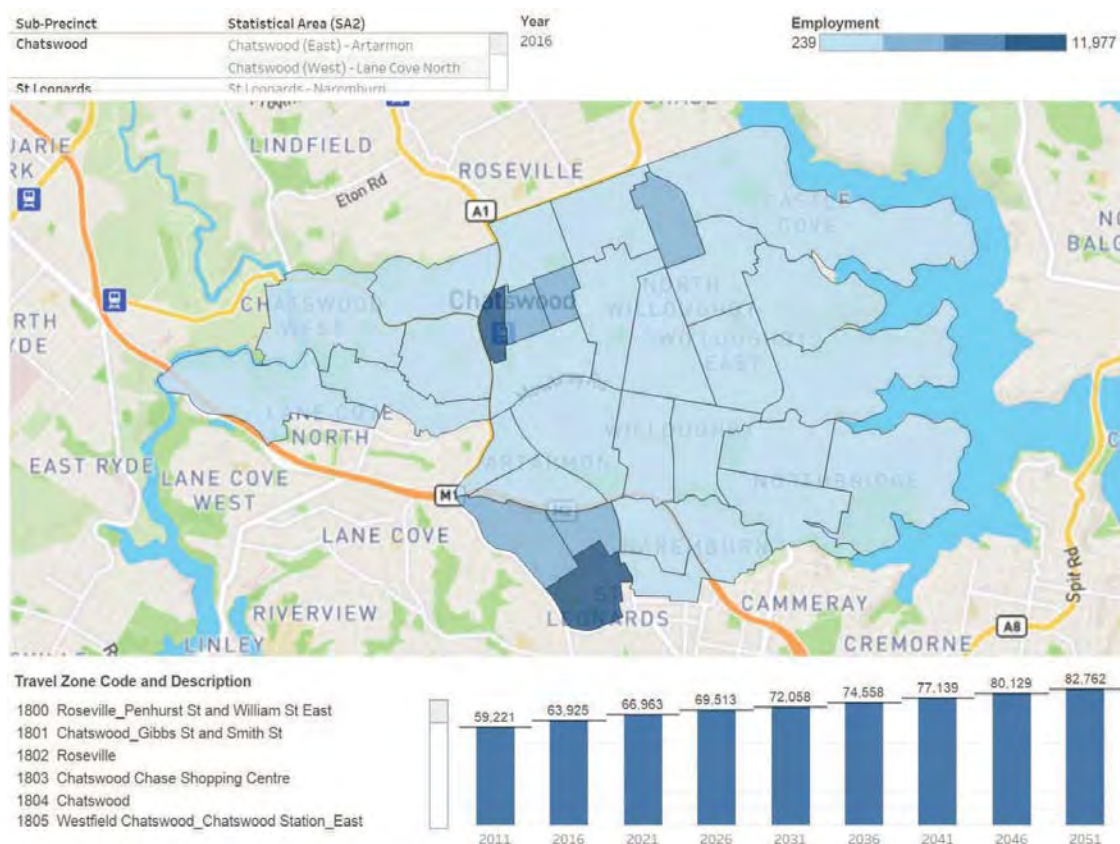 Sub-Precinct Statistical Area (SA2) Year Employment
Chatswood Chatswood (East) - Artarmon 2016 239 11,977
Chatswood (West) - Lane Cove North
St Leonards St Leonards - Naremburn
LINDFIELD
ROSEVILLE
Eton Rd
A1
CASTLE
COVE
CHATSWOOD
WEST
Chatswood
NORTH
WILLOUGHBY
WILLOUGHBY
EAST
LANE COVE
NORTH
WILLOUGHBY
EAST RYDE
LANE COVE
WEST
ARTARMON
NORTHBRIDGE
M1
LANE COVE
NAREMBURN
ST
LEONARDS
CAMMERAY
RIVERVIEW
LINLEY
CREMORNE
A8
Spit Rd
Travel Zone Code and Description
1800 Roseville_Penhurst St and William St East
1801 Chatswood_Gibbs St and Smith St
1802 Roseville
1803 Chatswood Chase Shopping Centre
1804 Chatswood
1805 Westfield Chatswood_Chatswood Station_East
59,221 63,925 66,963 69,513 72,058 74,558 77,139 80,129 82,762
2011 2016 2021 2026 2031 2036 2041 2046 2051